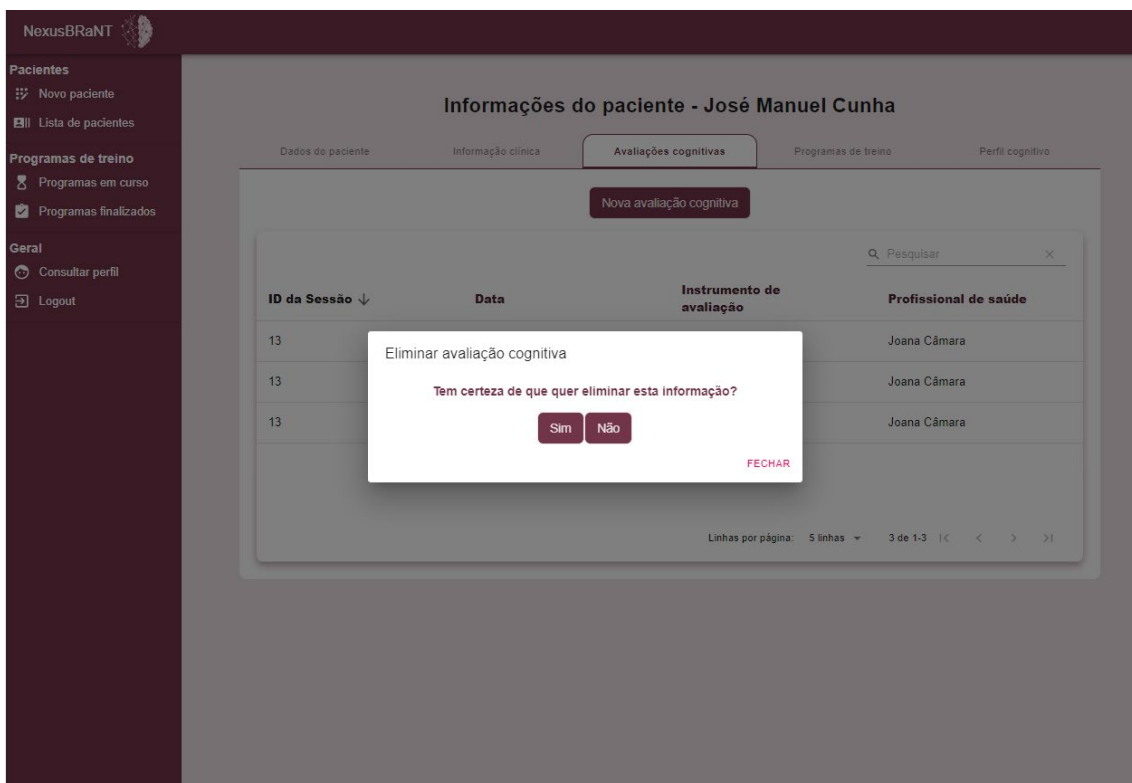 NexusBRaNT
Pacientes
Novo paciente
Lista de pacientes
Programas de treino
Programas em curso
Programas finalizados
Geral
Consultar perfil
Logout
Informações do paciente - José Manuel Cunha
Dados do paciente
Informação clínica
Avaliações cognitivas
Programas de treino
Perfil cognitivo
Nova avaliação cognitiva
Pesquisar
ID da Sessão
Data
Instrumento de
avaliação
Profissional de saúde
13
Joana Câmara
13
Joana Câmara
13
Joana Câmara
Eliminar avaliação cognitiva
Tem certeza de que quer eliminar esta informação?
Sim
Não
FECHAR
Linhas por página: 5 linhas 3 de 1-3